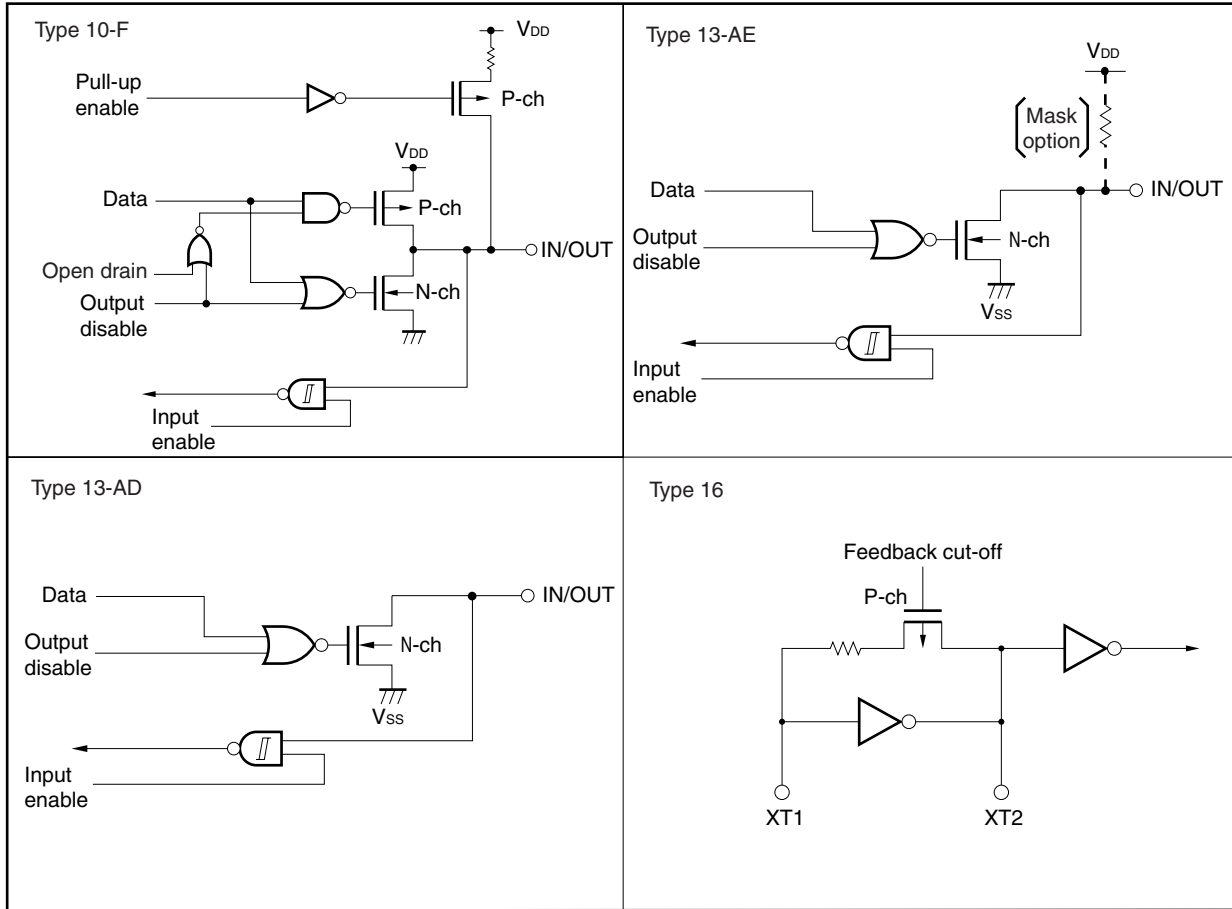 Type 10-F
VDD
Pull-up
enable
P-ch
VDD
Data
P-ch
IN/OUT
Open drain
Output
disable
N-ch
Input
enable
Type 13-AE
VDD
Mask
option
Data
IN/OUT
Output
disable
N-ch
VSS
Input
enable
Type 13-AD
Data
IN/OUT
Output
disable
N-ch
VSS
Input
enable
Type 16
Feedback cut-off
P-ch
XT1
XT2